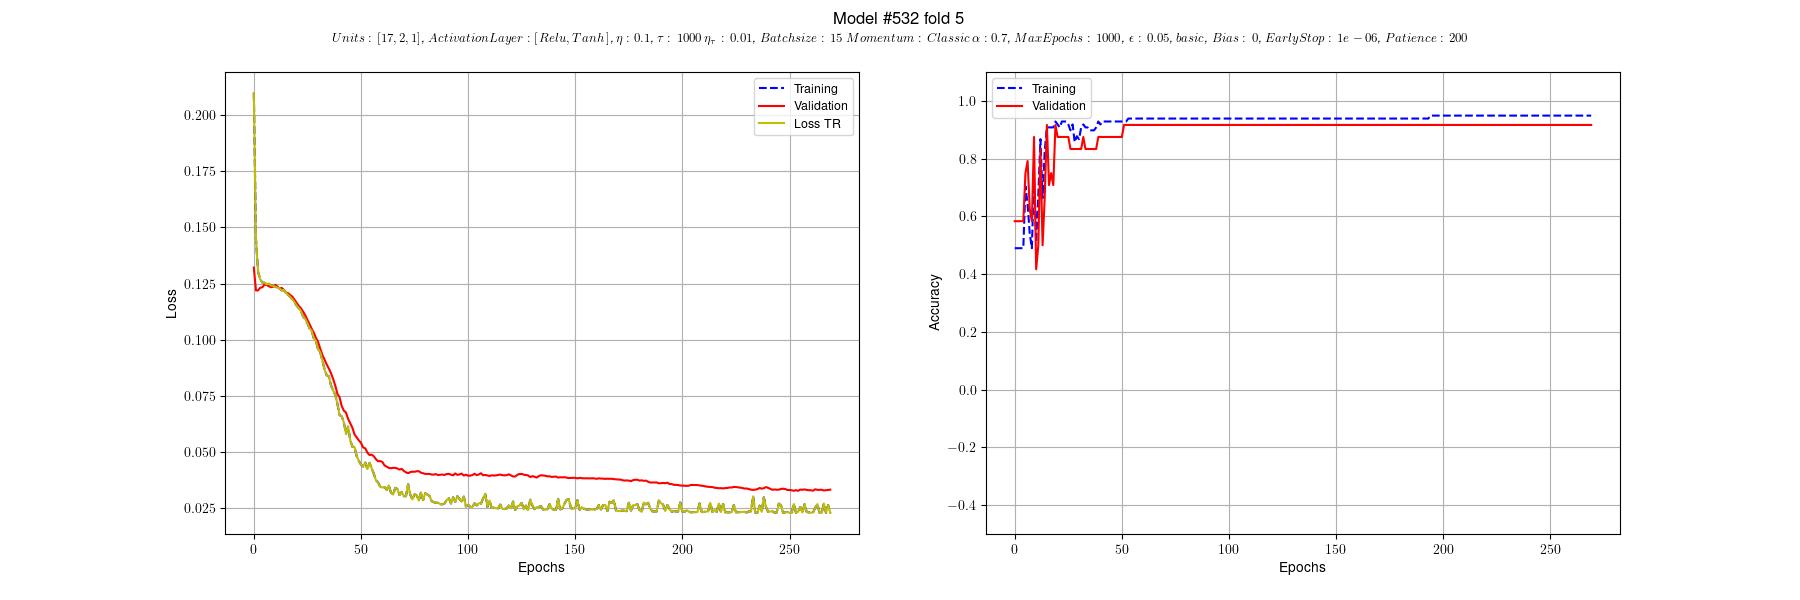 Model #532 fold 5
Units : [17, 2, 1], ActivationLayer : [Relu, Tanh], η : 0.1, τ : 1000 η_τ : 0.01, Batchsize : 15 Momentum : Classic α : 0.7, MaxEpochs : 1000, ϵ : 0.05, basic, Bias : 0, EarlyStop : 1e − 06, Patience : 200
Training
Validation
Loss TR
0.200
0.175
0.150
0.125
0.100
0.075
0.050
0.025
Loss
0 50 100 150 200 250
Epochs
Training
Validation
1.0
0.8
0.6
0.4
0.2
0.0
−0.2
−0.4
Accuracy
0 50 100 150 200 250
Epochs